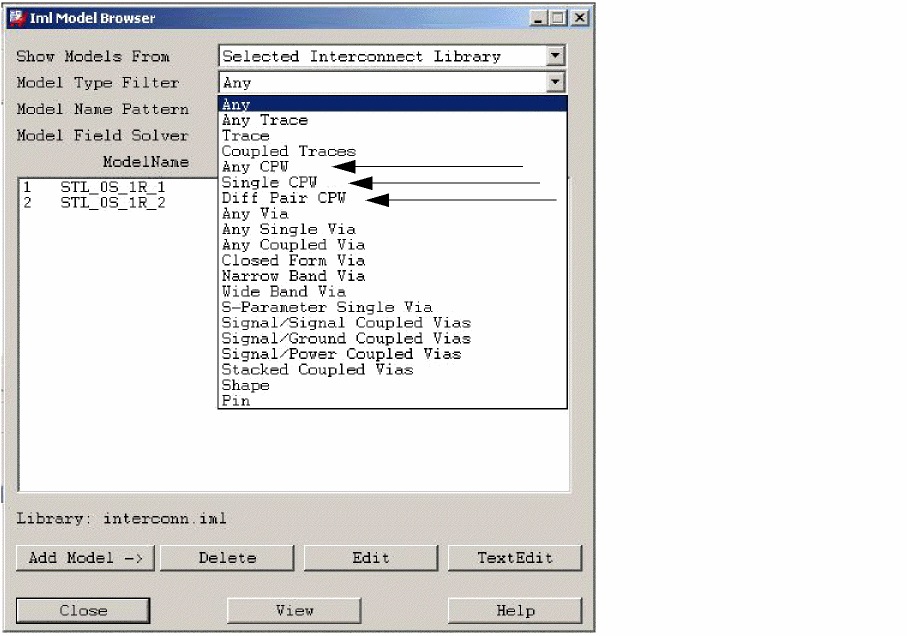 Iml Model Browser
Show Models From Selected Interconnect Library
Model Type Filter Any
Model Name Pattern
Model Field Solver
ModelName
Any
Any Trace
Trace
Coupled Traces
Any CPW
Single CPW
Diff Pair CPW
Any Via
Any Single Via
Any Coupled Via
Closed Form Via
Narrow Band Via
Wide Band Via
S-Parameter Single Via
Signal/Signal Coupled Vias
Signal/Ground Coupled Vias
Signal/Power Coupled Vias
Stacked Coupled Vias
Shape
Pin
1 STL_0S_1R_1
2 STL_0S_1R_2
Library: interconn.iml
Add Model -> Delete Edit TextEdit
Close View Help